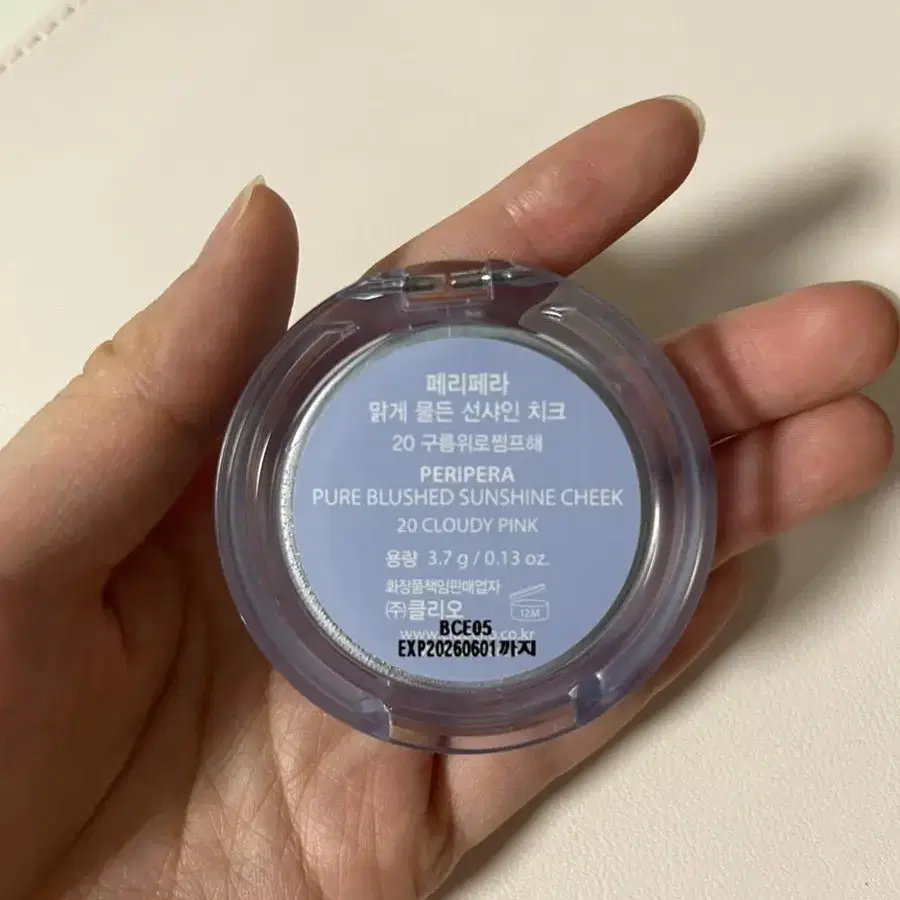 페리페라
맑게 물든 선샤인 치크
20 구름위로썸프해
PERIPERA
PURE BLUSHED SUNSHINE CHEEK
20 CLOUDY PINK
용량 3.7 g / 0.13 oz.
화장품책임판매업자
(주)클리오
12M
BCE05
EXP20260601까지